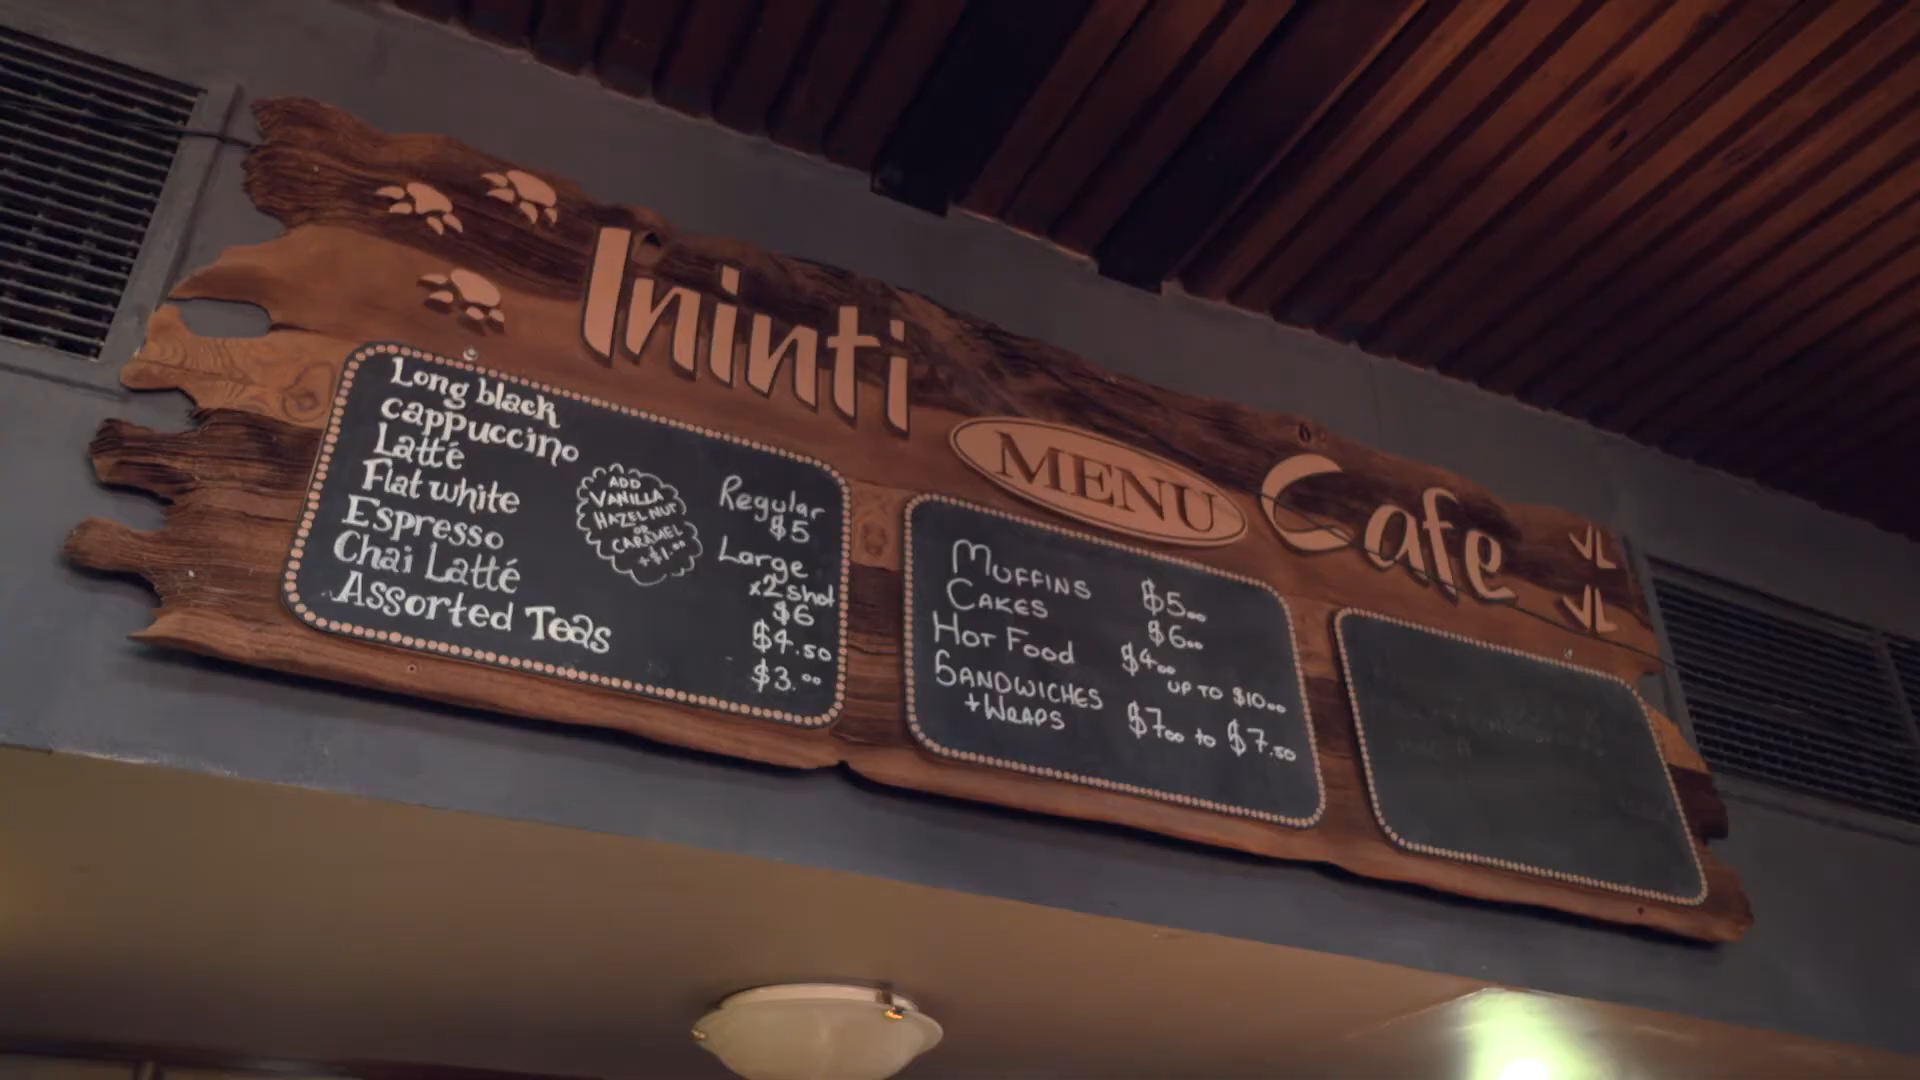 Ininti
MENU
Cafe
Long black
cappuccino
Latté
Flat white
Espresso
Chai Latté
Assorted Teas
ADD
VANILLA
HAZELNUT
OR
CARAMEL
+$1.00
Regular
$5
Large
x2 shot
$6
$4.50
$3.00
MUFFINS $5.00
CAKES $6.00
HOT FOOD $4.00
UP TO $10.00
SANDWICHES
+WRAPS $7.00 to $7.50